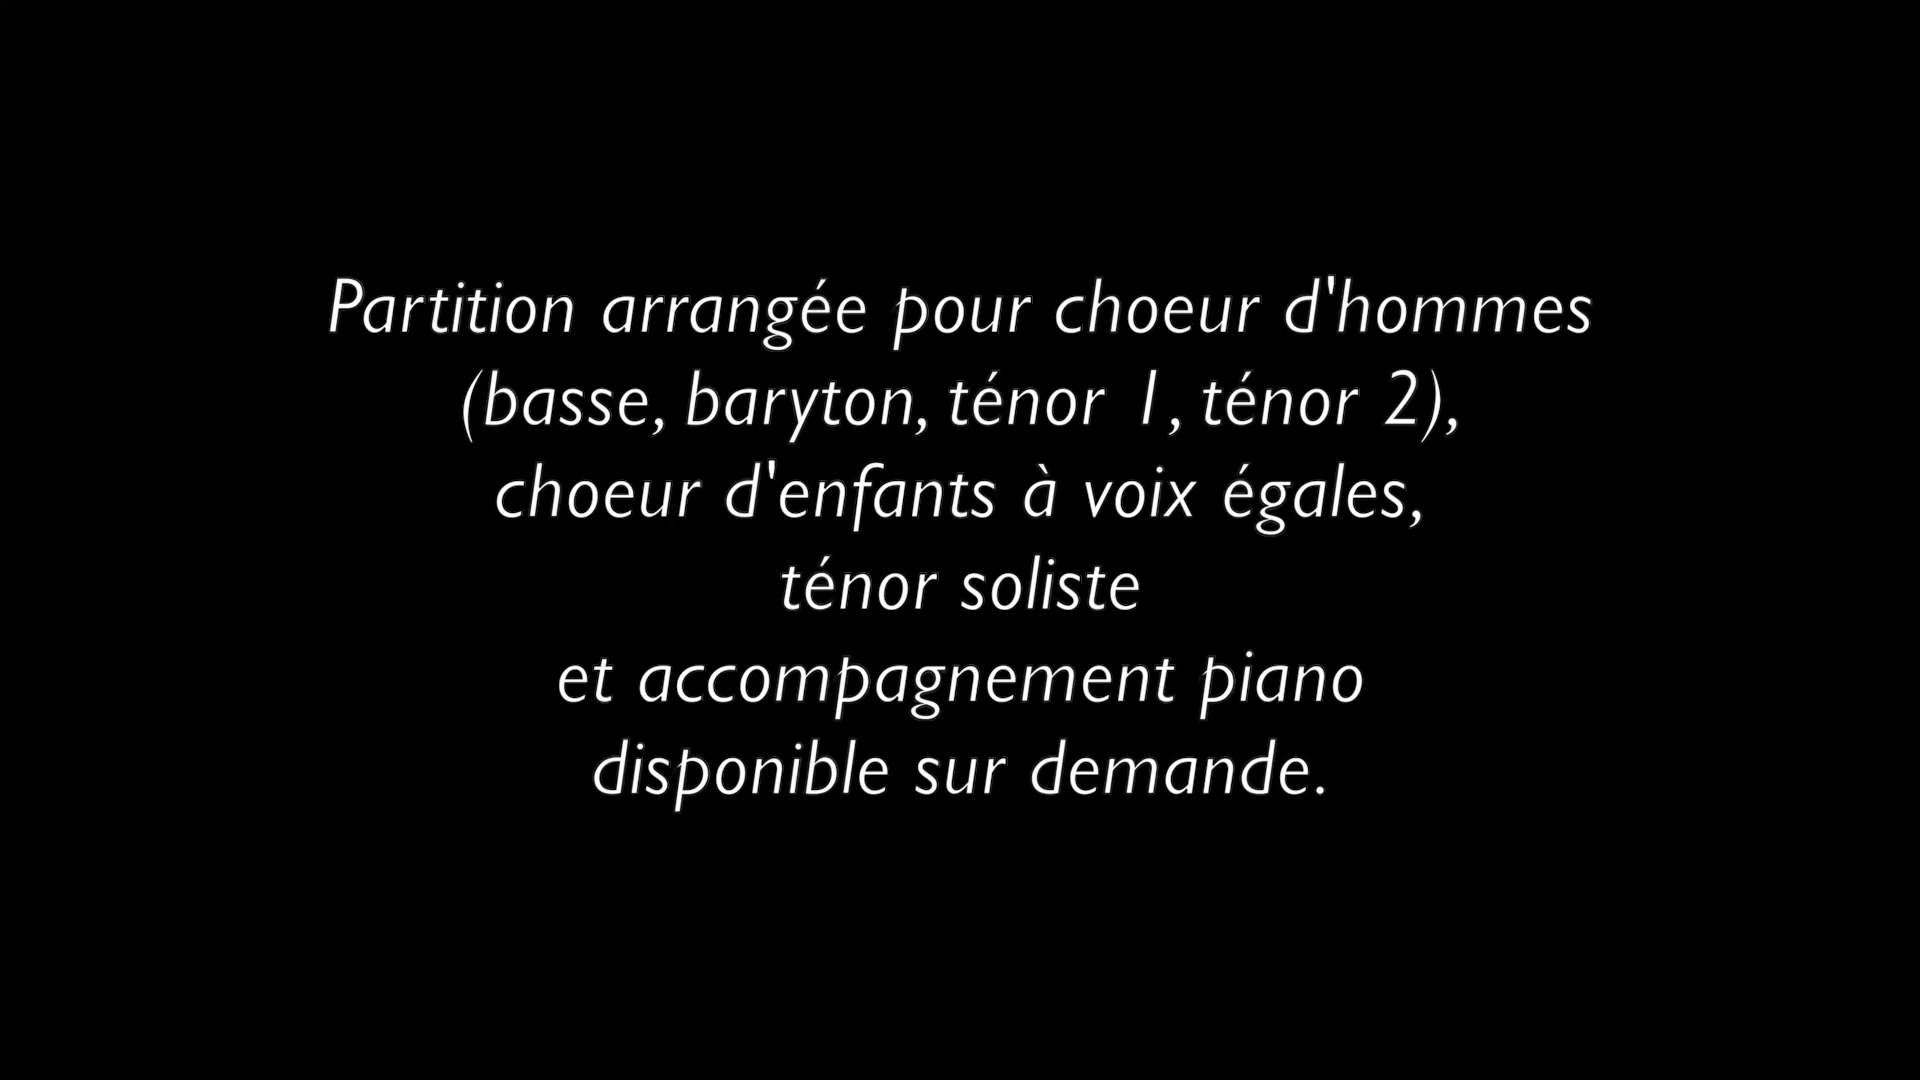 Partition arrangée pour choeur d'hommes
(basse, baryton, ténor 1, ténor 2),
choeur d'enfants à voix égales,
ténor soliste
et accompagnement piano
disponible sur demande.